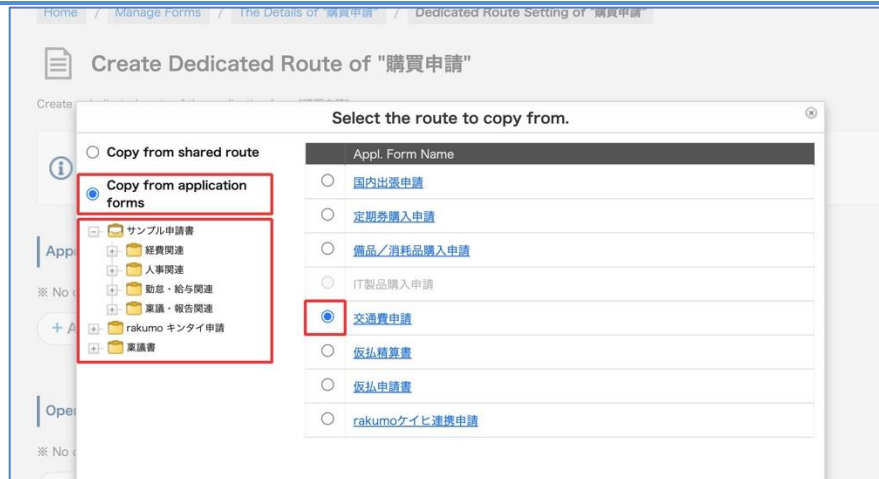 Home / Manage Forms / The Details of "購買申請" / Dedicated Route Setting of "購買申請"
Create Dedicated Route of "購買申請"
Create
Select the route to copy from.
Copy from shared route
Copy from application
forms
サンプル申請書
経費関連
人事関連
勤怠・給与関連
稟議・報告関連
rakumo キンタイ申請
稟議書
Appl. Form Name
国内出張申請
定期券購入申請
備品／消耗品購入申請
IT製品購入申請
交通費申請
仮払精算書
仮払申請書
rakumoケイヒ連携申請
App
※ No
+ A
Ope
※ No